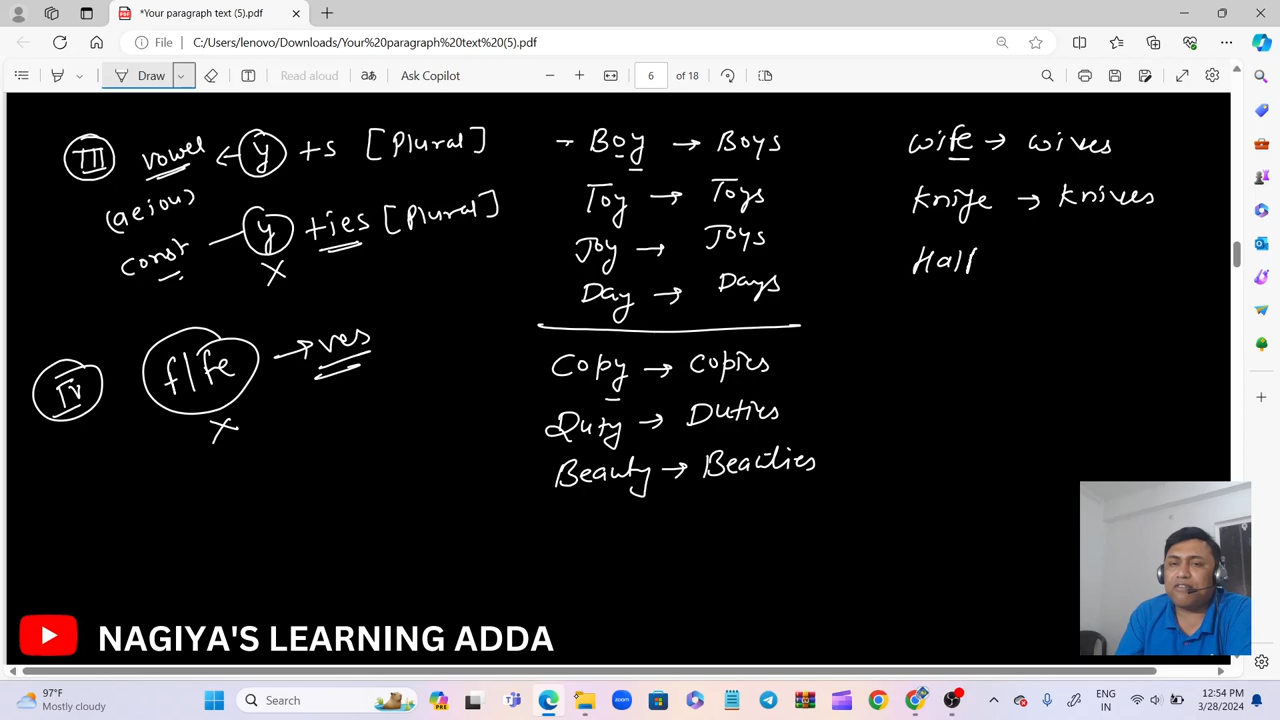 *Your paragraph text (5).pdf
File C:/Users/lenovo/Downloads/Your%20paragraph%20text%20(5).pdf
Draw Read aloud Ask Copilot 6 of 18
III vowel ← y +s [Plural]
(aeiou)
const — y +ies [Plural]
X
IV f/fe → ves
X
- Boy → Boys
Toy → Toys
Joy → Joys
Day → Days
Copy → Copies
Duty → Duties
Beauty → Beauties
wife → wives
Knife → Knives
Half
NAGIYA'S LEARNING ADDA
97°F
Mostly cloudy
Search
PRE
ENG
IN
12:54 PM
3/28/2024